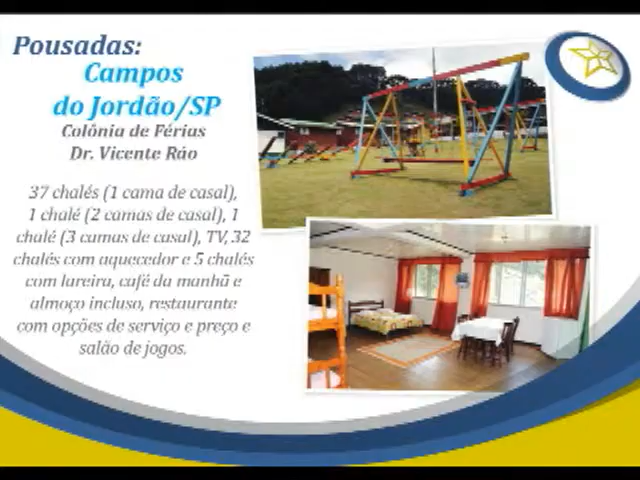 Pousadas:
Campos
do Jordão/SP
Colônia de Férias
Dr. Vicente Ráo
37 chalés (1 cama de casal),
1 chalé (2 camas de casal), 1
chalé (3 camas de casal), TV, 32
chalés com aquecedor e 5 chalés
com lareira, café da manhã e
almoço incluso, restaurante
com opções de serviço e preço e
salão de jogos.